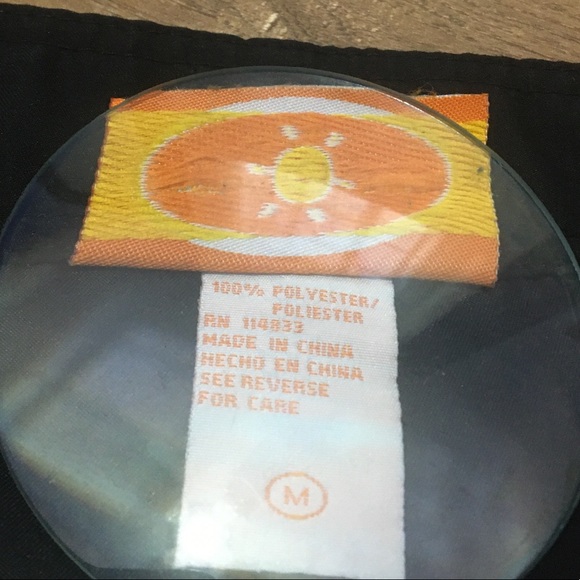 100% POLYESTER/
POLIESTER
RN 114833
MADE IN CHINA
HECHO EN CHINA
SEE REVERSE
FOR CARE
M